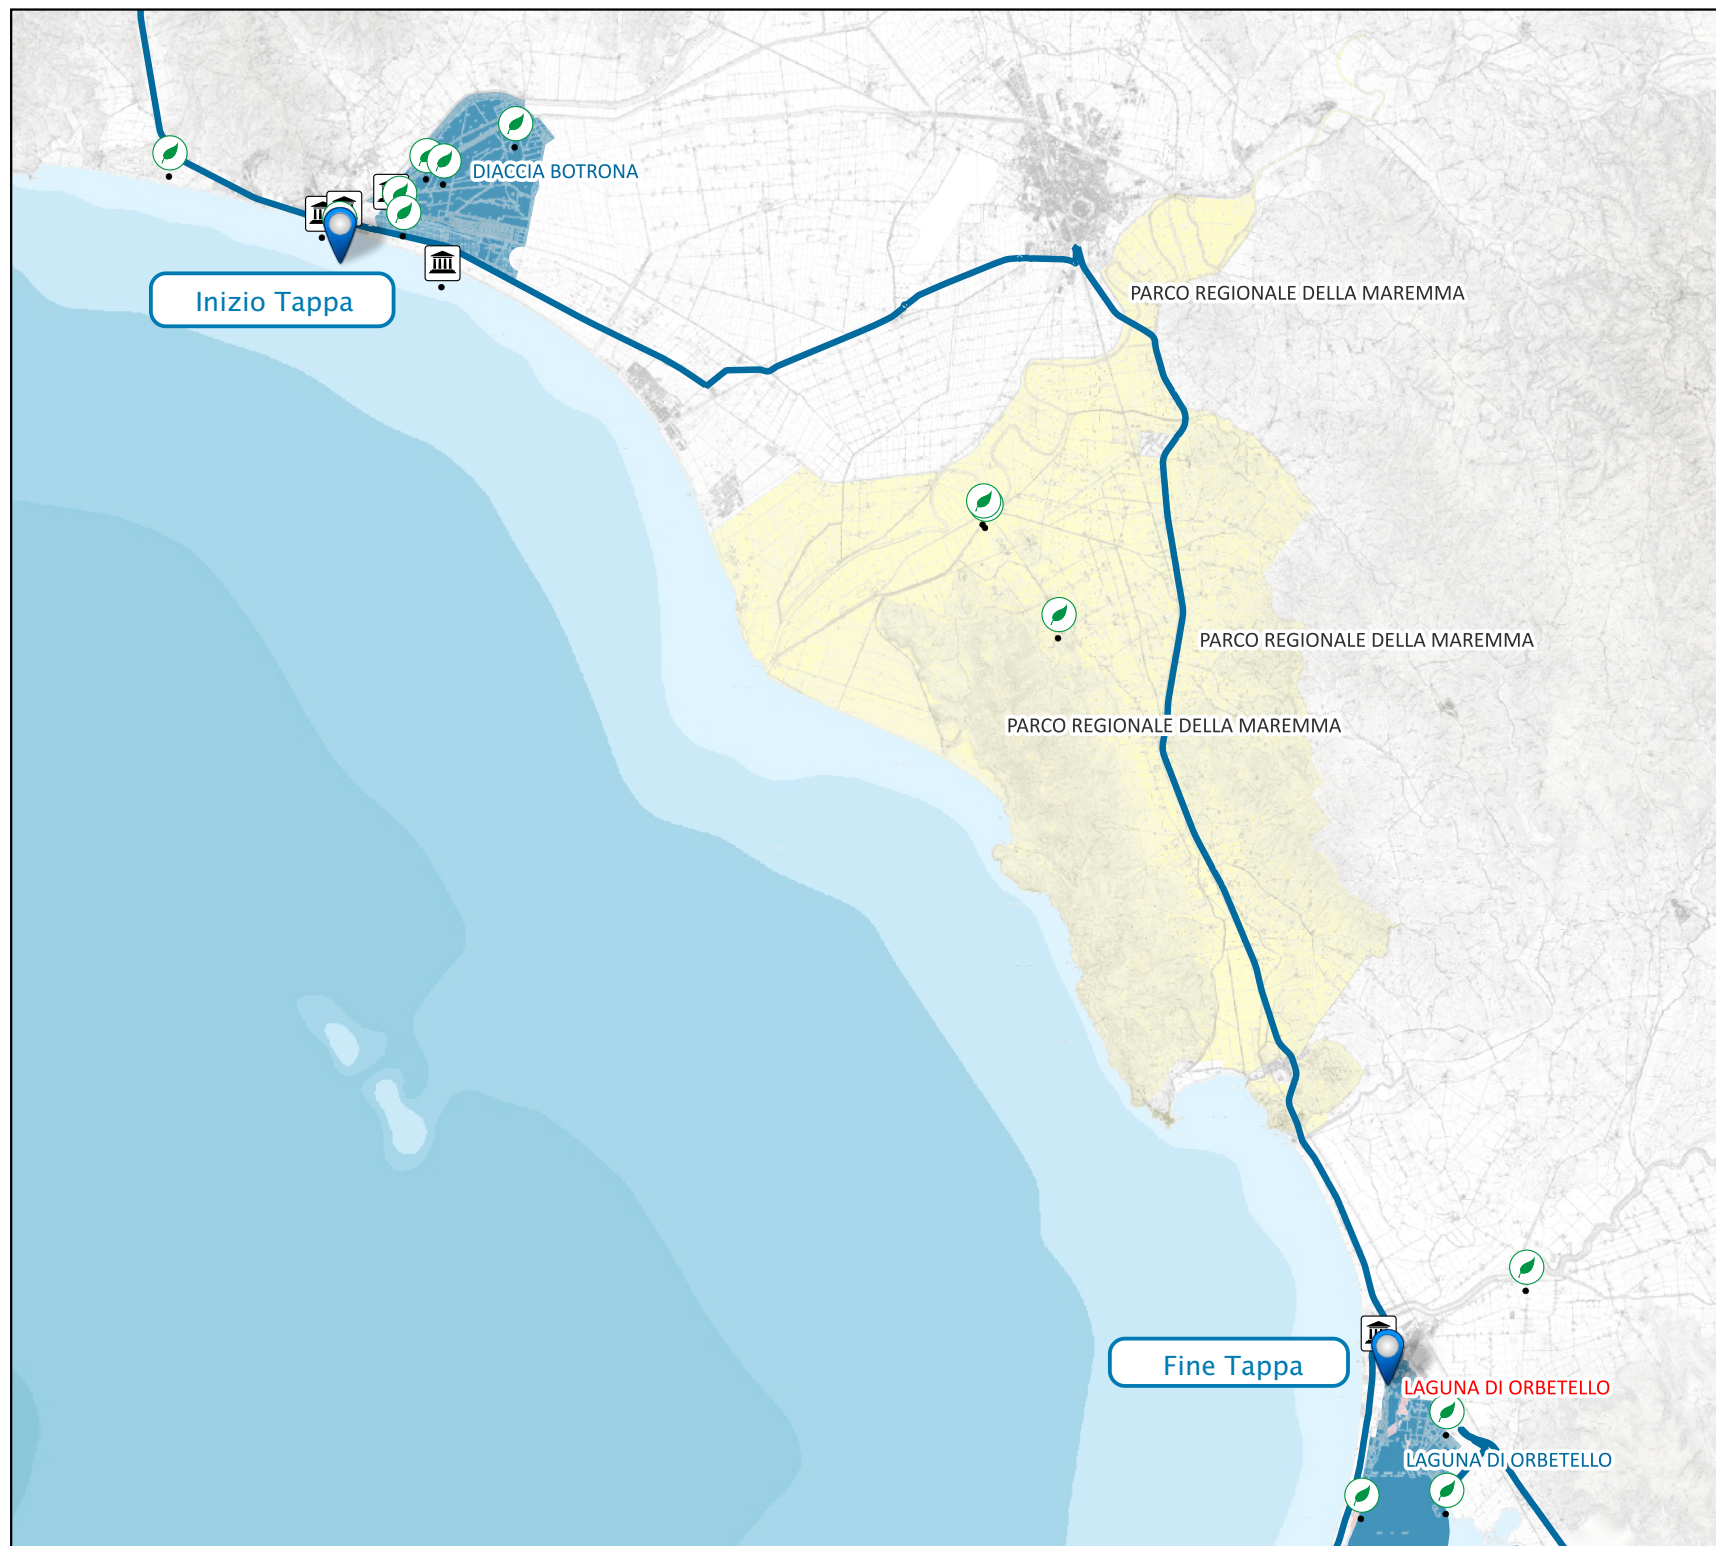 DIACCIA BOTRONA
Inizio Tappa
PARCO REGIONALE DELLA MAREMMA
PARCO REGIONALE DELLA MAREMMA
PARCO REGIONALE DELLA MAREMMA
Fine Tappa
LAGUNA DI ORBETELLO
LAGUNA DI ORBETELLO